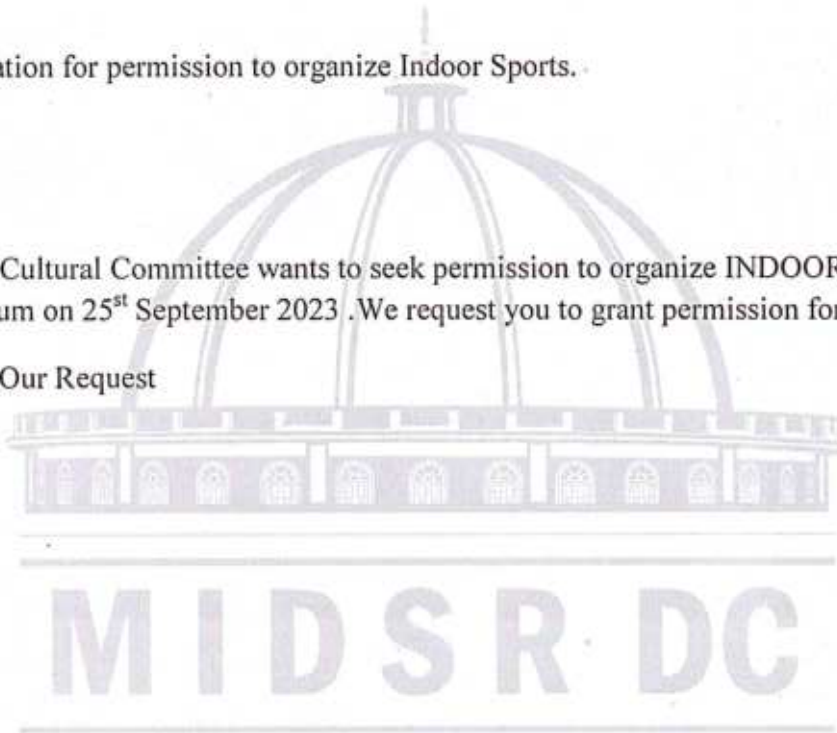 ation for permission to organize Indoor Sports.
Cultural Committee wants to seek permission to organize INDOOR
um on 25st September 2023 .We request you to grant permission for
Our Request
MIDSR DC